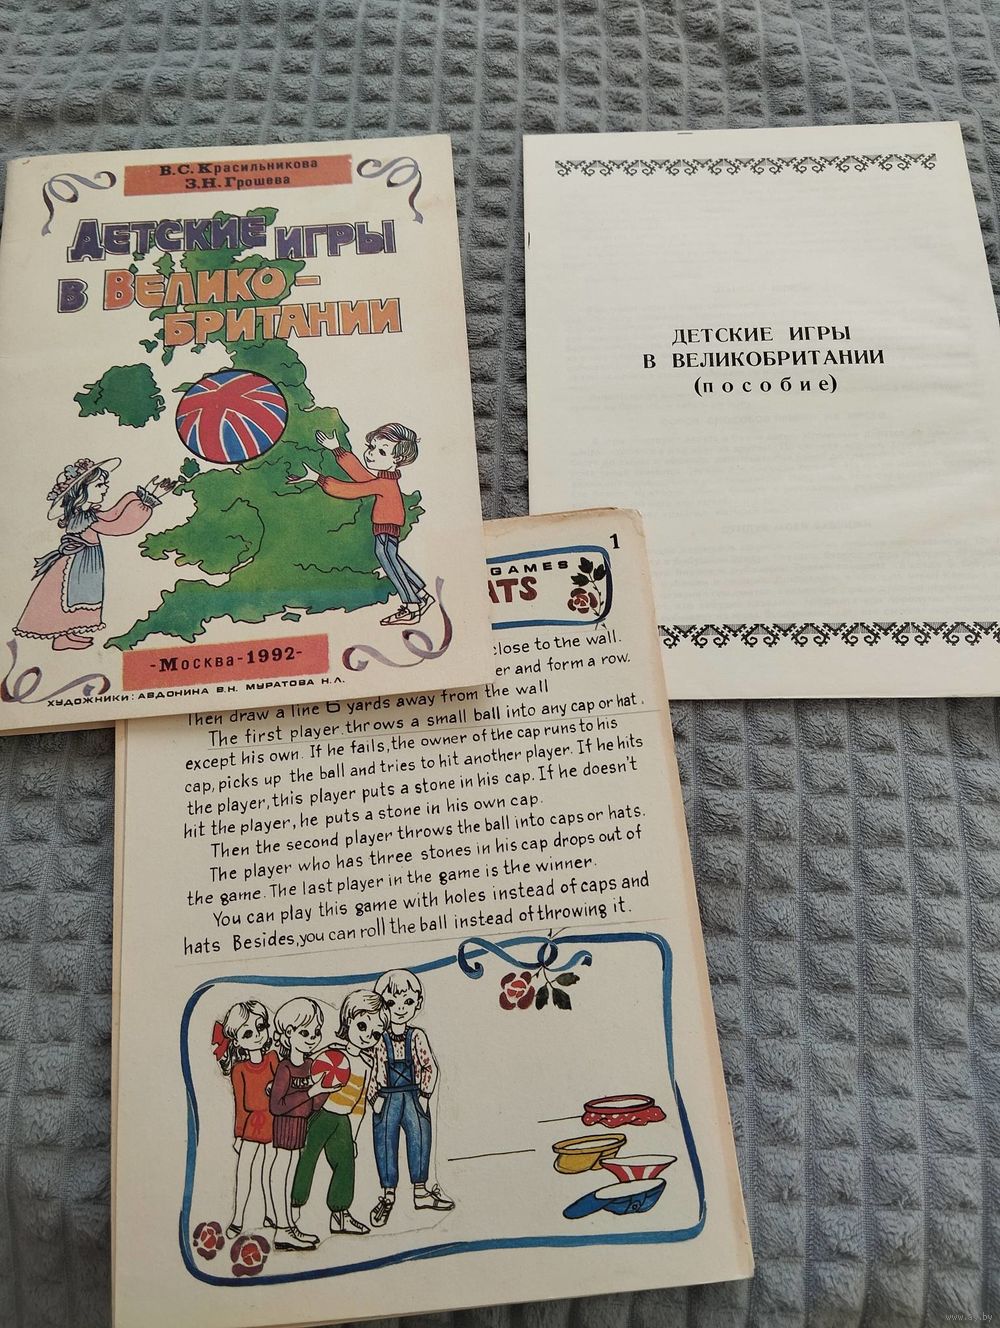 В.С. Красильникова
З.Н. Грошева
Детские игры
в Велико-
британии
-Москва-1992-
художники: Авдонина В.Н. Муратова Н.Л.
ДЕТСКИЕ ИГРЫ
В ВЕЛИКОБРИТАНИИ
(пособие)
1
GAMES
ATS
close to the wall.
er and form a row.
Then draw a line 6 yards away from the wall
The first player throws a small ball into any cap or hat.
except his own. If he fails, the owner of the cap runs to his
cap, picks up the ball and tries to hit another player. If he hits
the player, this player puts a stone in his cap. If he doesn't
hit the player, he puts a stone in his own cap.
Then the second player throws the ball into caps or hats.
The player who has three stones in his cap drops out of
the game. The last player in the game is the winner.
You can play this game with holes instead of caps and
hats Besides, you can roll the ball instead of throwing it.
www.ay.by